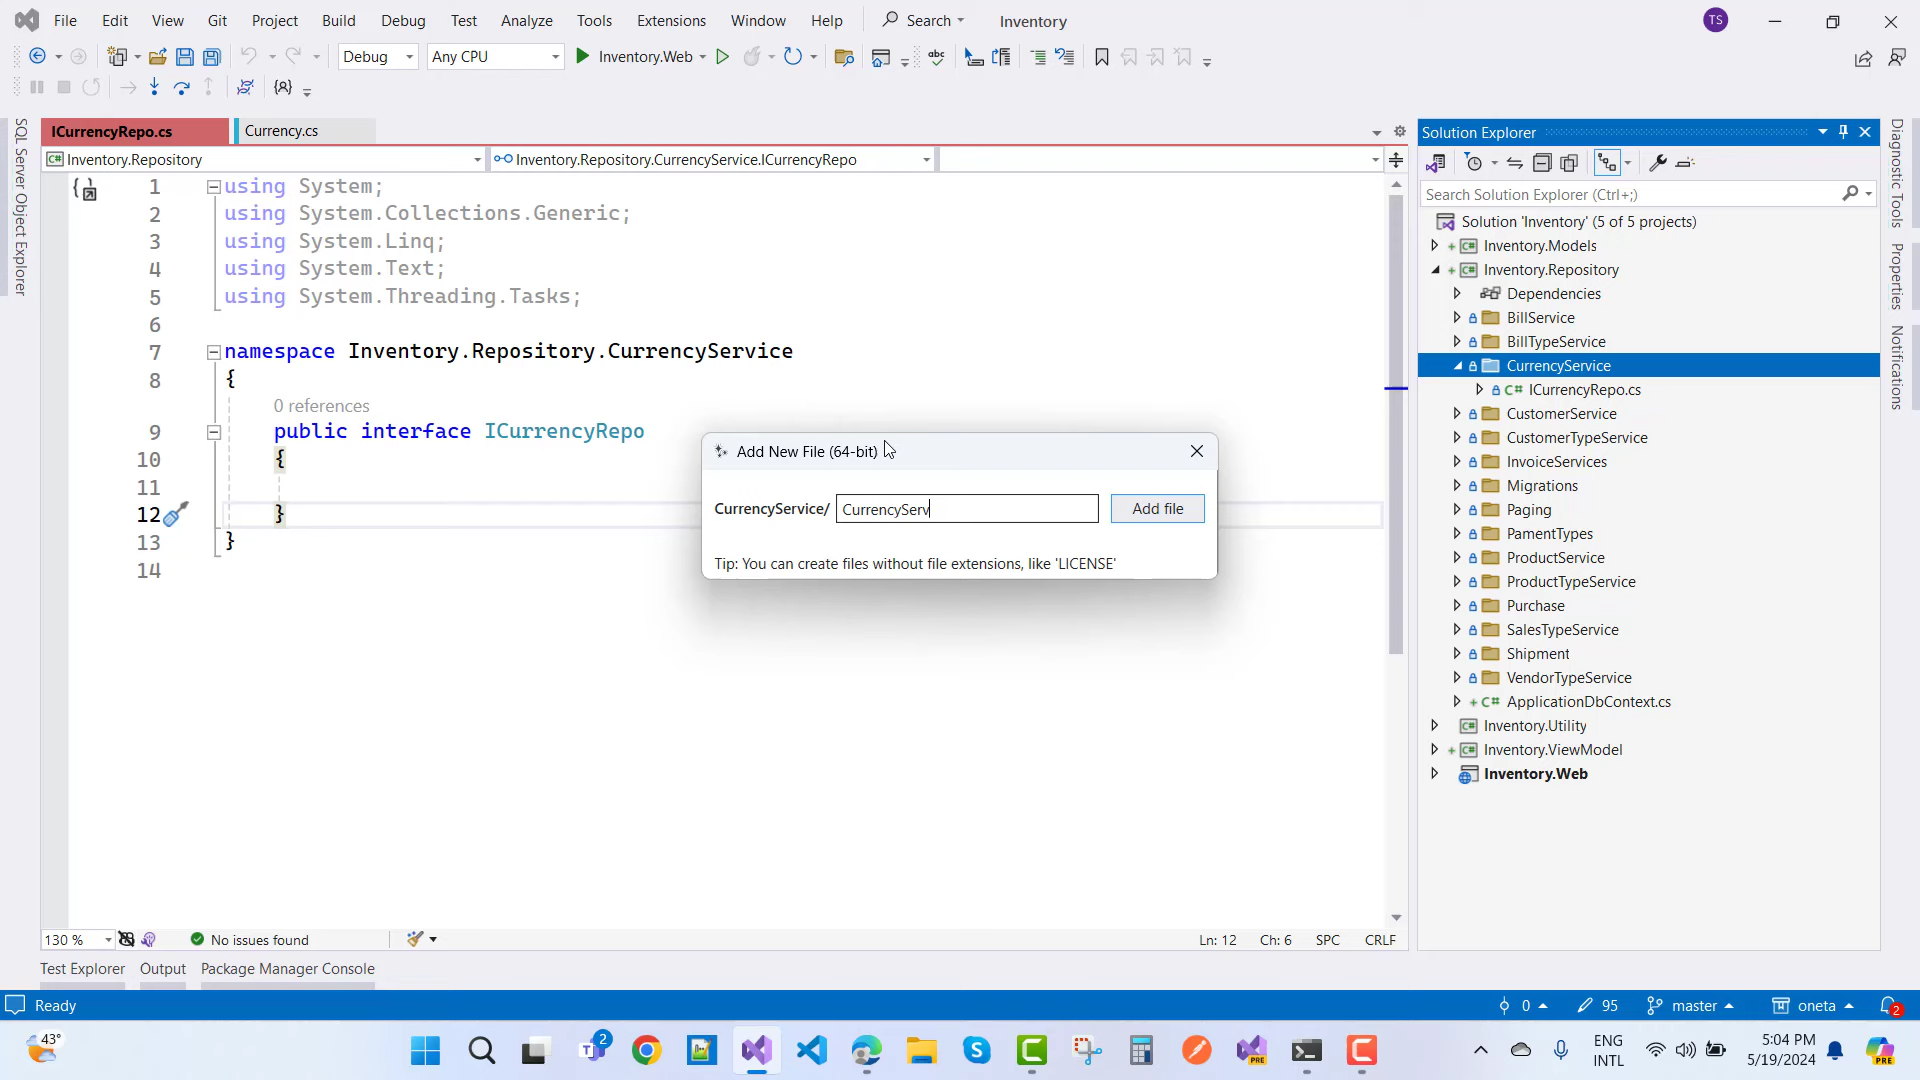 File Edit View Git Project Build Debug Test Analyze Tools Extensions Window Help Search Inventory TS
Debug Any CPU Inventory.Web
SQL Server Object Explorer
ICurrencyRepo.cs Currency.cs
Inventory.Repository Inventory.Repository.CurrencyService.ICurrencyRepo
1 using System;
2 using System.Collections.Generic;
3 using System.Linq;
4 using System.Text;
5 using System.Threading.Tasks;
6
7 namespace Inventory.Repository.CurrencyService
8 {
0 references
9 public interface ICurrencyRepo
10 {
11
12 }
13 }
14
Add New File (64-bit)
CurrencyService/ CurrencyServ Add file
Tip: You can create files without file extensions, like 'LICENSE'
Solution Explorer
Search Solution Explorer (Ctrl+;)
Solution 'Inventory' (5 of 5 projects)
Inventory.Models
Inventory.Repository
Dependencies
BillService
BillTypeService
CurrencyService
ICurrencyRepo.cs
CustomerService
CustomerTypeService
InvoiceServices
Migrations
Paging
PamentTypes
ProductService
ProductTypeService
Purchase
SalesTypeService
Shipment
VendorTypeService
ApplicationDbContext.cs
Inventory.Utility
Inventory.ViewModel
Inventory.Web
Diagnostic Tools
Properties
Notifications
130 % No issues found Ln: 12 Ch: 6 SPC CRLF
Test Explorer Output Package Manager Console
Ready 0 95 master oneta 2
43° 2 PRE ENG 5:04 PM PRE
INTL 5/19/2024